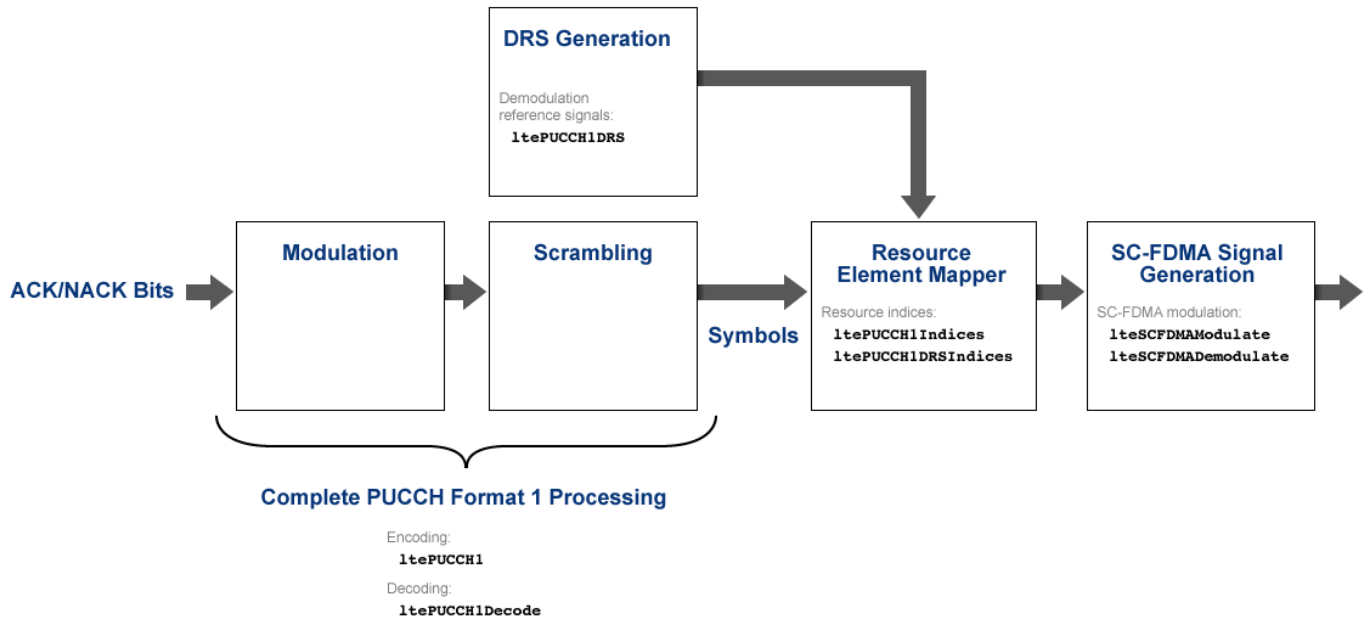 DRS Generation
Demodulation
reference signals:
ltePUCCH1DRS
ACK/NACK Bits
Modulation
Scrambling
Symbols
Resource
Element Mapper
Resource indices:
ltePUCCH1Indices
ltePUCCH1DRSIndices
SC-FDMA Signal
Generation
SC-FDMA modulation:
lteSCFDMAModulate
lteSCFDMADemodulate
Complete PUCCH Format 1 Processing
Encoding:
ltePUCCH1
Decoding:
ltePUCCH1Decode